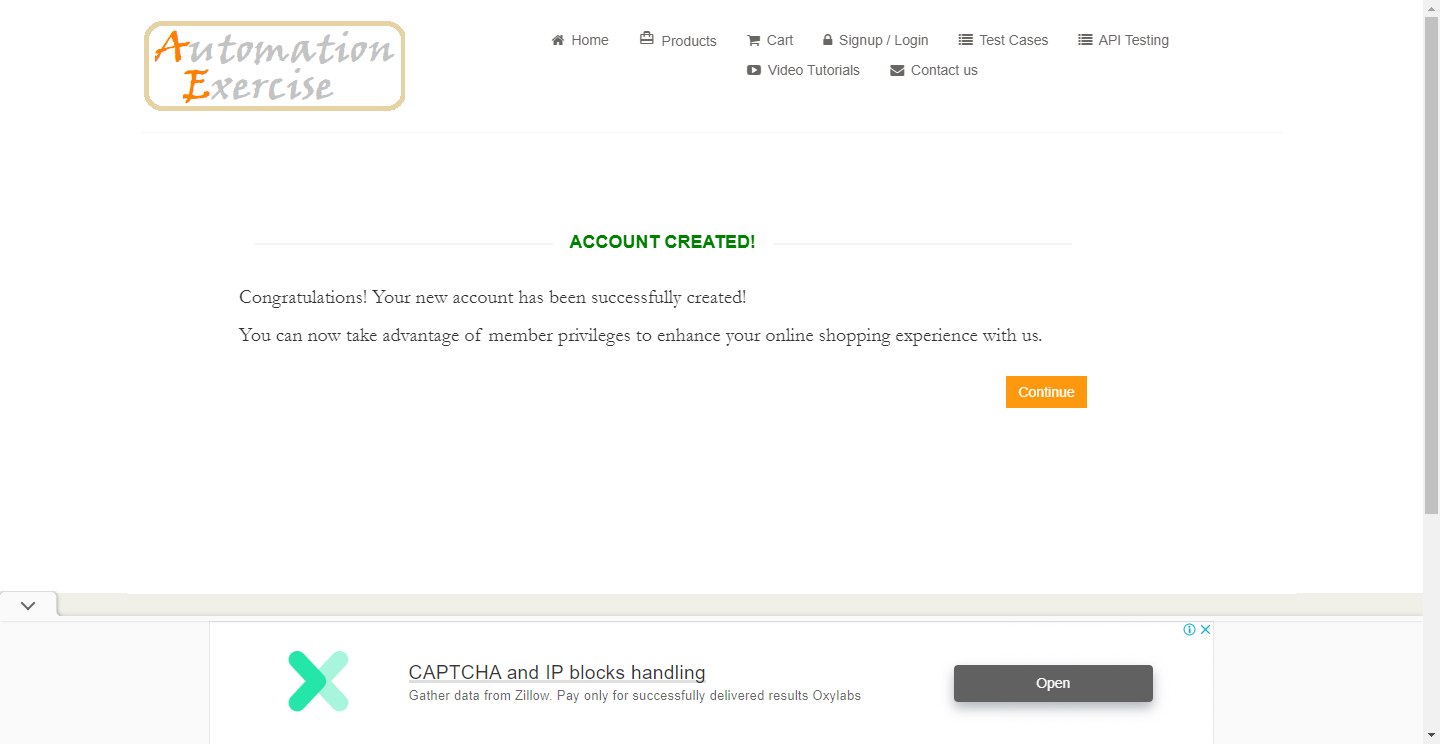 Automation
Exercise
Home
Products
Cart
Signup / Login
Test Cases
API Testing
Video Tutorials
Contact us
ACCOUNT CREATED!
Congratulations! Your new account has been successfully created!
You can now take advantage of member privileges to enhance your online shopping experience with us.
Continue
CAPTCHA and IP blocks handling
Gather data from Zillow. Pay only for successfully delivered results Oxylabs
Open